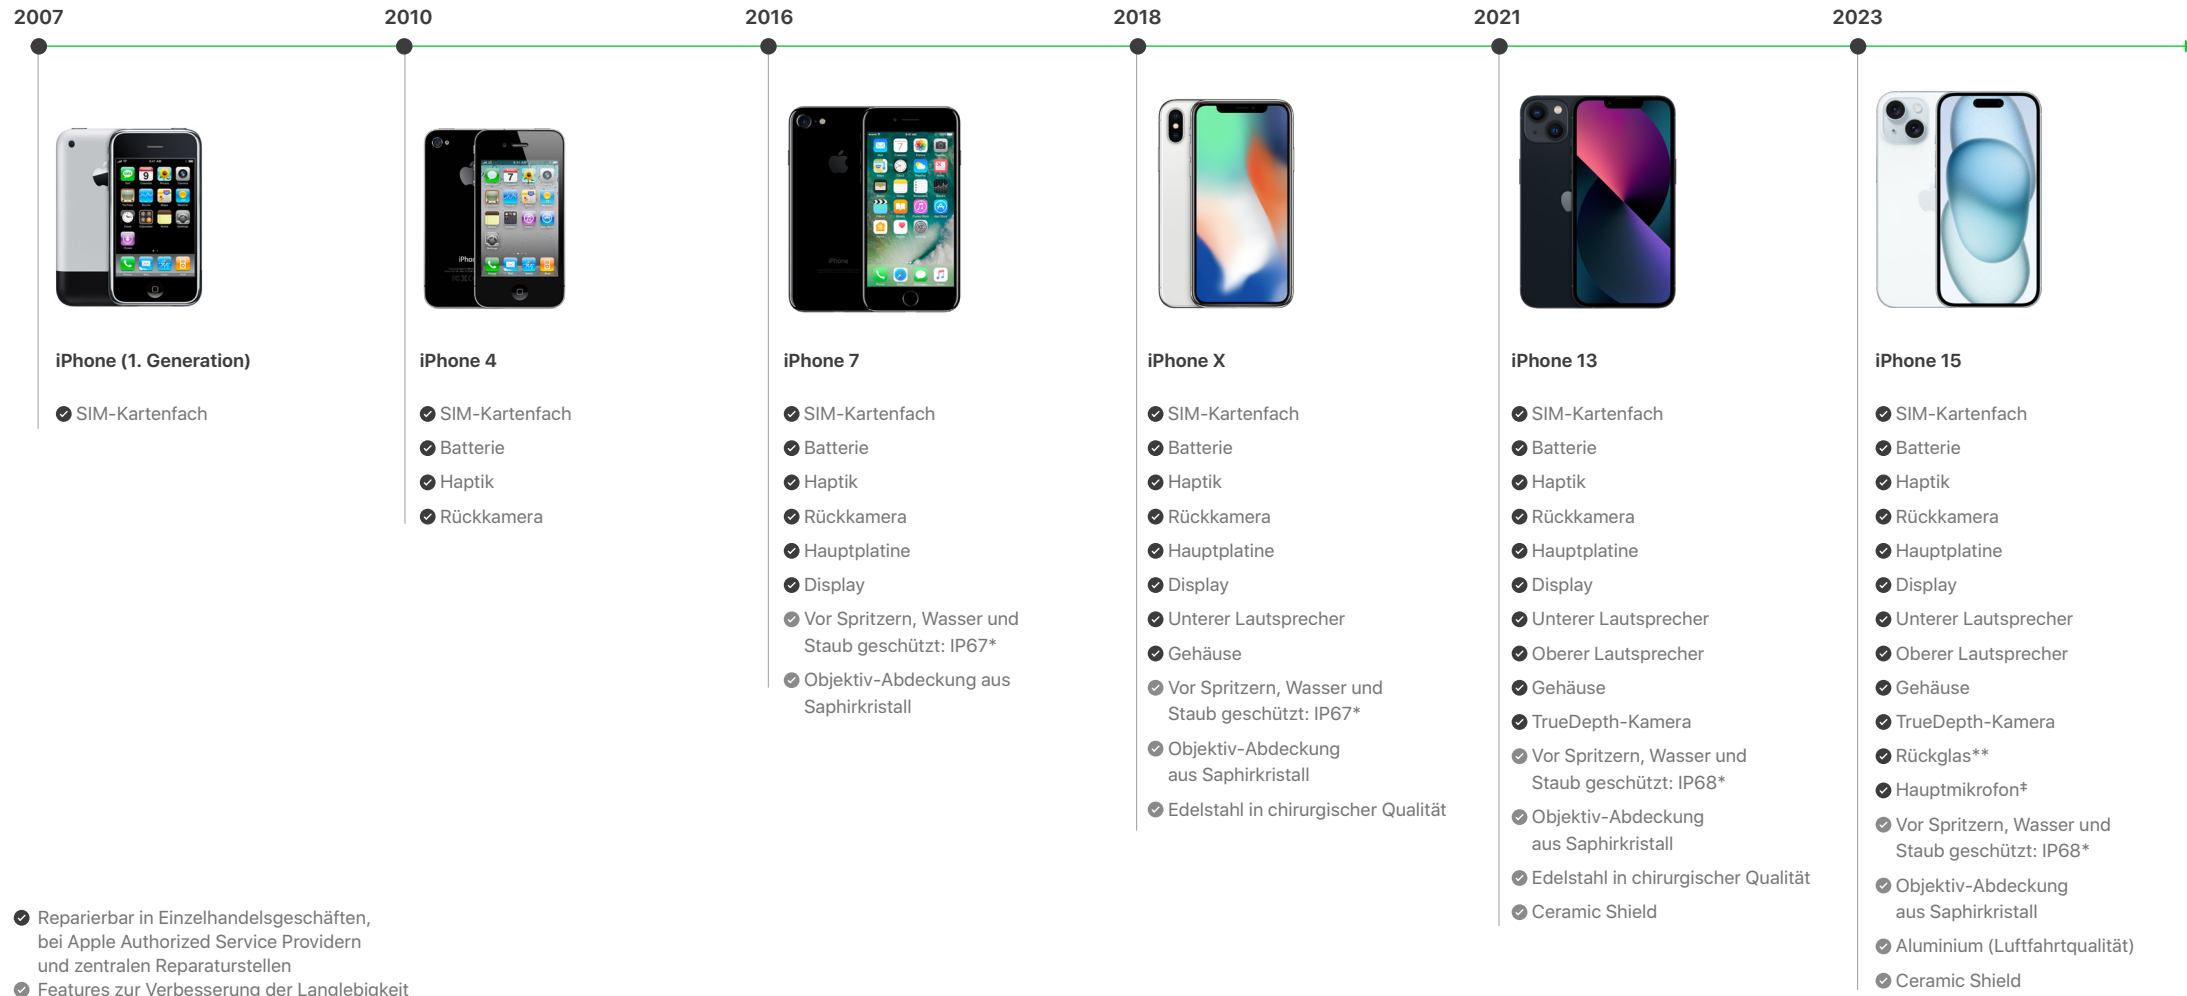 2007
2010
2016
2018
2021
2023
iPhone (1. Generation)
SIM-Kartenfach
iPhone 4
SIM-Kartenfach
Batterie
Haptik
Rückkamera
iPhone 7
SIM-Kartenfach
Batterie
Haptik
Rückkamera
Hauptplatine
Display
Vor Spritzern, Wasser und
Staub geschützt: IP67*
Objektiv-Abdeckung aus
Saphirkristall
iPhone X
SIM-Kartenfach
Batterie
Haptik
Rückkamera
Hauptplatine
Display
Unterer Lautsprecher
Gehäuse
Vor Spritzern, Wasser und
Staub geschützt: IP67*
Objektiv-Abdeckung
aus Saphirkristall
Edelstahl in chirurgischer Qualität
iPhone 13
SIM-Kartenfach
Batterie
Haptik
Rückkamera
Hauptplatine
Display
Unterer Lautsprecher
Oberer Lautsprecher
Gehäuse
TrueDepth-Kamera
Vor Spritzern, Wasser und
Staub geschützt: IP68*
Objektiv-Abdeckung
aus Saphirkristall
Edelstahl in chirurgischer Qualität
Ceramic Shield
iPhone 15
SIM-Kartenfach
Batterie
Haptik
Rückkamera
Hauptplatine
Display
Unterer Lautsprecher
Oberer Lautsprecher
Gehäuse
TrueDepth-Kamera
Rückglas**
Hauptmikrofon‡
Vor Spritzern, Wasser und
Staub geschützt: IP68*
Objektiv-Abdeckung
aus Saphirkristall
Aluminium (Luftfahrtqualität)
Ceramic Shield
Reparierbar in Einzelhandelsgeschäften,
bei Apple Authorized Service Providern
und zentralen Reparaturstellen
Features zur Verbesserung der Langlebigkeit